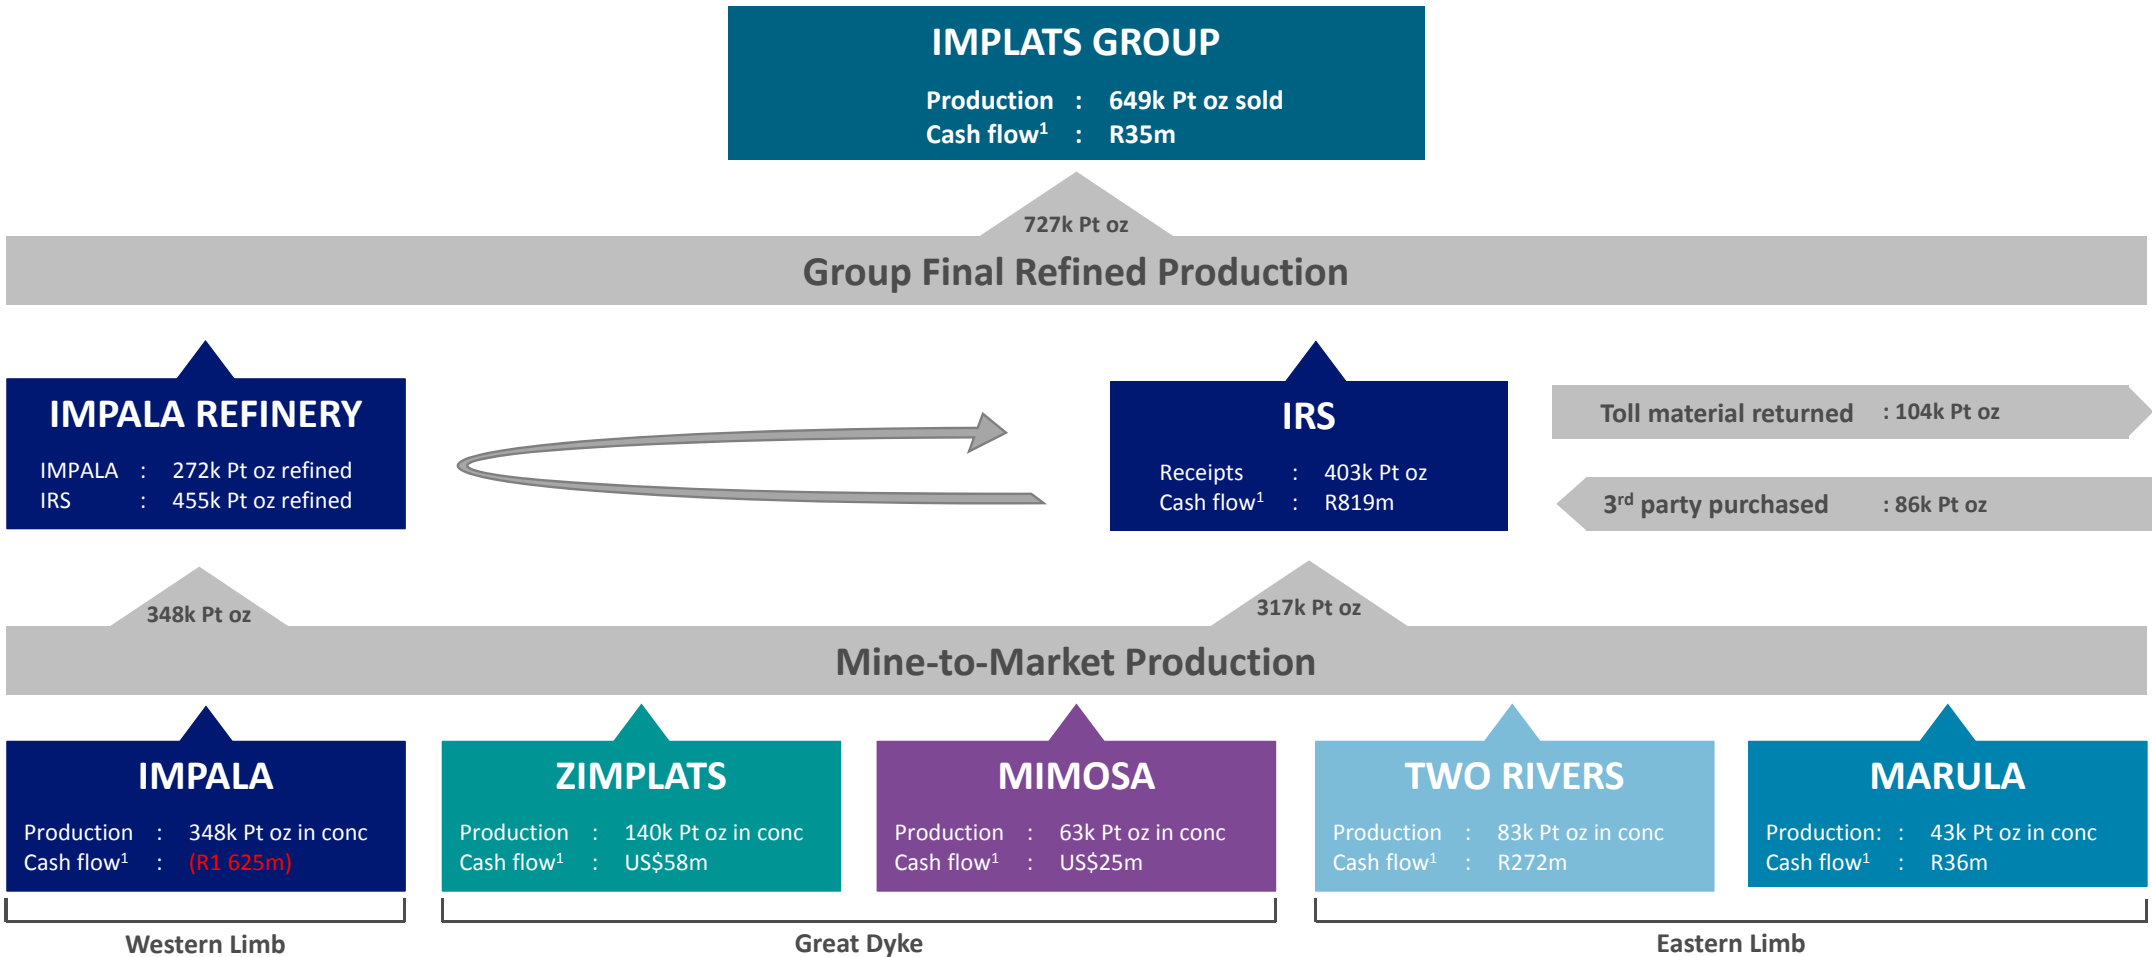 IMPLATS GROUP
Production : 649k Pt oz sold
Cash flow¹ : R35m
727k Pt oz
Group Final Refined Production
IMPALA REFINERY
IMPALA : 272k Pt oz refined
IRS : 455k Pt oz refined
IRS
Receipts : 403k Pt oz
Cash flow¹ : R819m
Toll material returned : 104k Pt oz
3rd party purchased : 86k Pt oz
348k Pt oz
317k Pt oz
Mine-to-Market Production
IMPALA
Production : 348k Pt oz in conc
Cash flow¹ : (R1 625m)
ZIMPLATS
Production : 140k Pt oz in conc
Cash flow¹ : US$58m
MIMOSA
Production : 63k Pt oz in conc
Cash flow¹ : US$25m
TWO RIVERS
Production : 83k Pt oz in conc
Cash flow¹ : R272m
MARULA
Production: : 43k Pt oz in conc
Cash flow¹ : R36m
Western Limb
Great Dyke
Eastern Limb